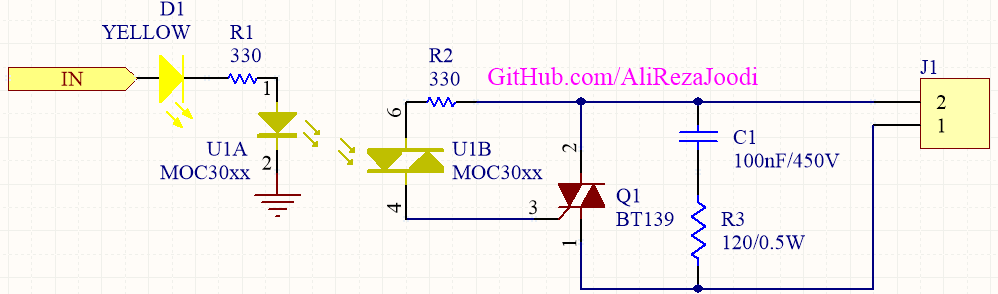 D1
YELLOW
IN
R1
330
1
U1A
MOC30xx
2
R2
330
6
U1B
MOC30xx
4
GitHub.com/AliRezaJoodi
2
3
Q1
BT139
1
C1
100nF/450V
R3
120/0.5W
J1
2
1